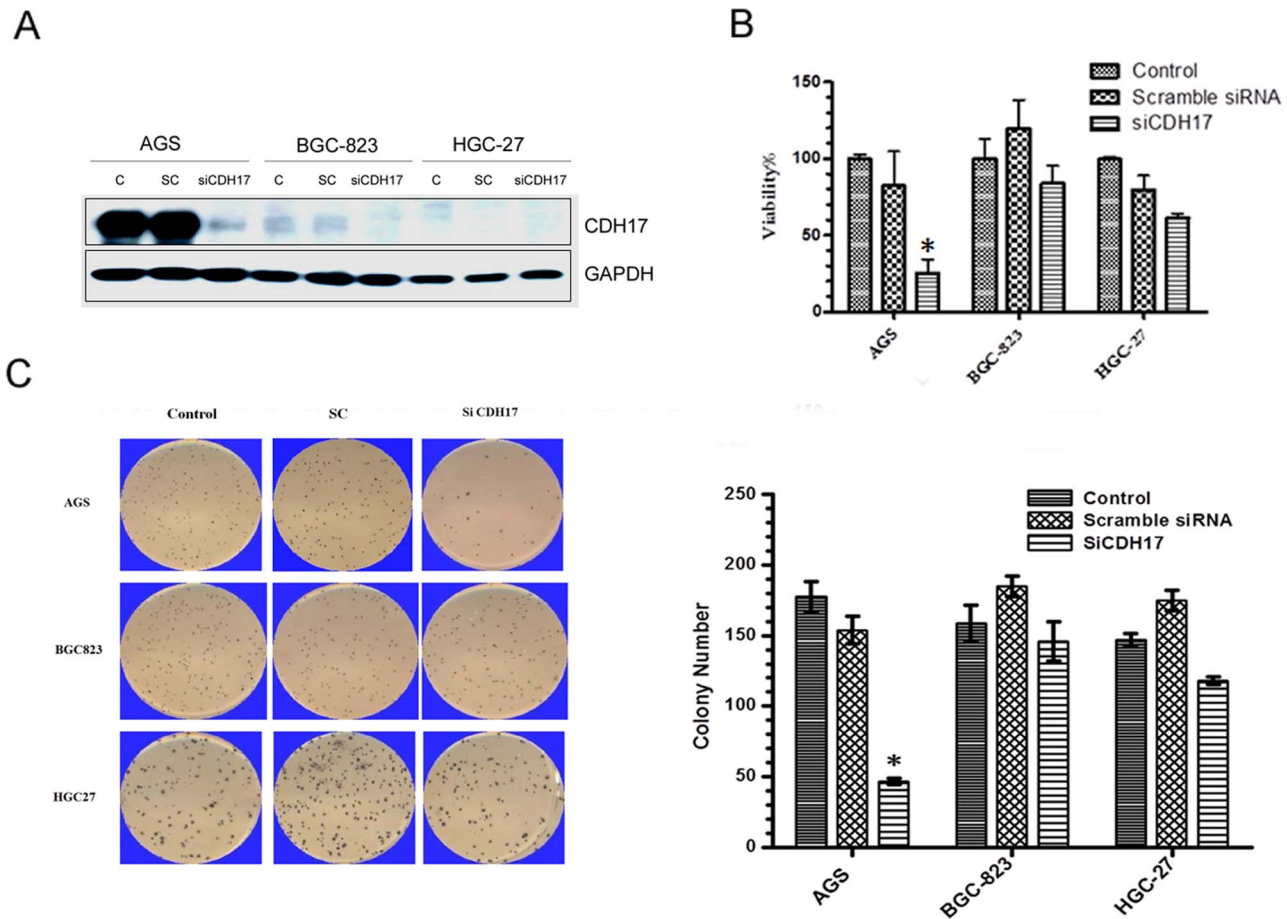 A
AGS BGC-823 HGC-27
C SC siCDH17 C SC siCDH17 C SC siCDH17
CDH17
GAPDH
B
Control
Scramble siRNA
siCDH17
Viability%
150
100
50
0
*
AGS BGC-823 HGC-27
C
Control SC Si CDH17
AGS
BGC823
HGC27
Control
Scramble siRNA
SiCDH17
Colony Number
250
200
150
100
50
0
*
AGS BGC-823 HGC-27